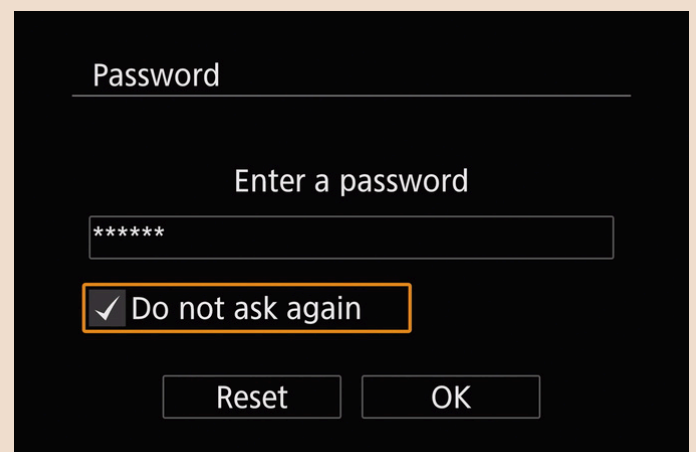 Password
Enter a password
******
Do not ask again
Reset
OK